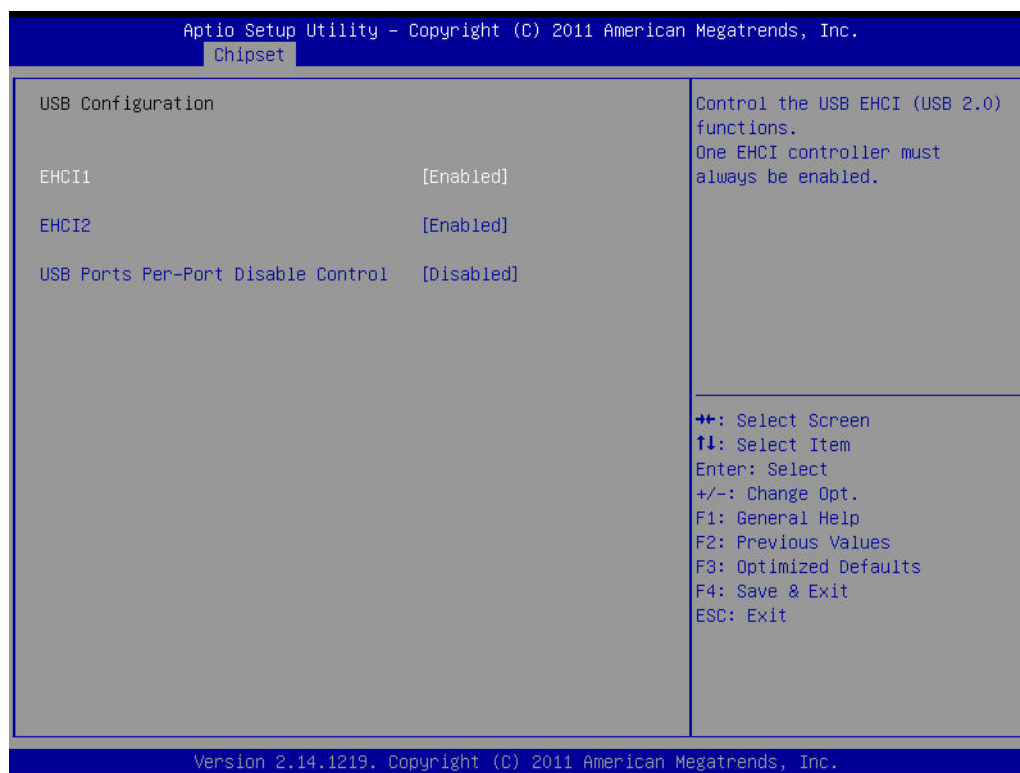 Aptio Setup Utility – Copyright (C) 2011 American Megatrends, Inc.
Chipset
USB Configuration
EHCI1 [Enabled]
EHCI2 [Enabled]
USB Ports Per-Port Disable Control [Disabled]
Control the USB EHCI (USB 2.0)
functions.
One EHCI controller must
always be enabled.
→←: Select Screen
↑↓: Select Item
Enter: Select
+/-: Change Opt.
F1: General Help
F2: Previous Values
F3: Optimized Defaults
F4: Save & Exit
ESC: Exit
Version 2.14.1219. Copyright (C) 2011 American Megatrends, Inc.